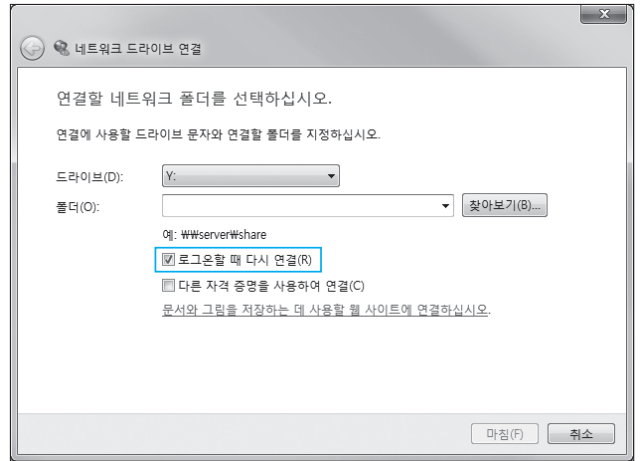 네트워크 드라이브 연결
연결할 네트워크 폴더를 선택하십시오.
연결에 사용할 드라이브 문자와 연결할 폴더를 지정하십시오.
드라이브(D): Y:
폴더(O): 찾아보기(B)...
예: ₩₩server₩share
로그온할 때 다시 연결(R)
다른 자격 증명을 사용하여 연결(C)
문서와 그림을 저장하는 데 사용할 웹 사이트에 연결하십시오.
마침(F) 취소